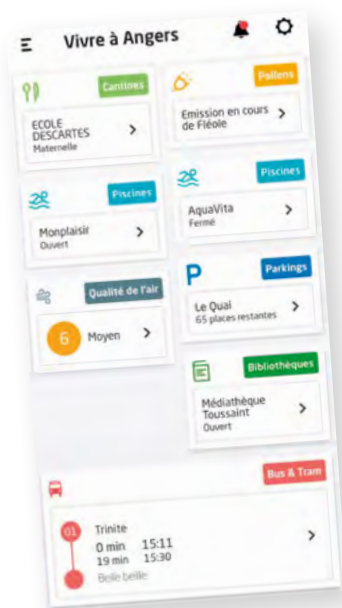 Vivre à Angers
Cantines
ECOLE
DESCARTES
Maternelle
Pollens
Emission en cours
de Fléole
Piscines
Monplaisir
Ouvert
Piscines
AquaVita
Fermé
Qualité de l'air
6
Moyen
P
Parkings
Le Quai
65 places restantes
Bibliothèques
Médiathèque
Toussaint
Ouvert
Bus & Tram
01
Trinite
0 min 15:11
19 min 15:30
Belle beille